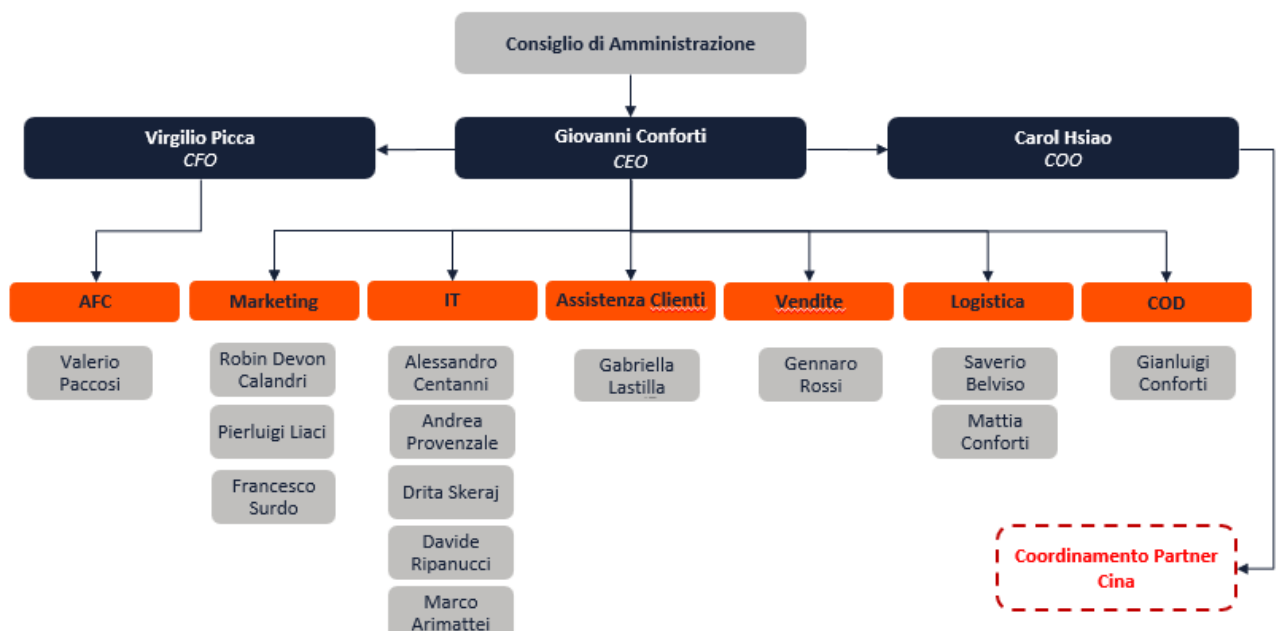 Consiglio di Amministrazione
Virgilio Picca
CFO
Giovanni Conforti
CEO
Carol Hsiao
COO
AFC
Marketing
IT
Assistenza Clienti
Vendite
Logistica
COD
Valerio
Paccosi
Robin Devon
Calandri
Pierluigi Liaci
Francesco
Surdo
Alessandro
Centanni
Andrea
Provenzale
Drita Skeraj
Davide
Ripanucci
Marco
Arimattei
Gabriella
Lastilla
Gennaro
Rossi
Saverio
Belviso
Mattia
Conforti
Gianluigi
Conforti
Coordinamento Partner
Cina